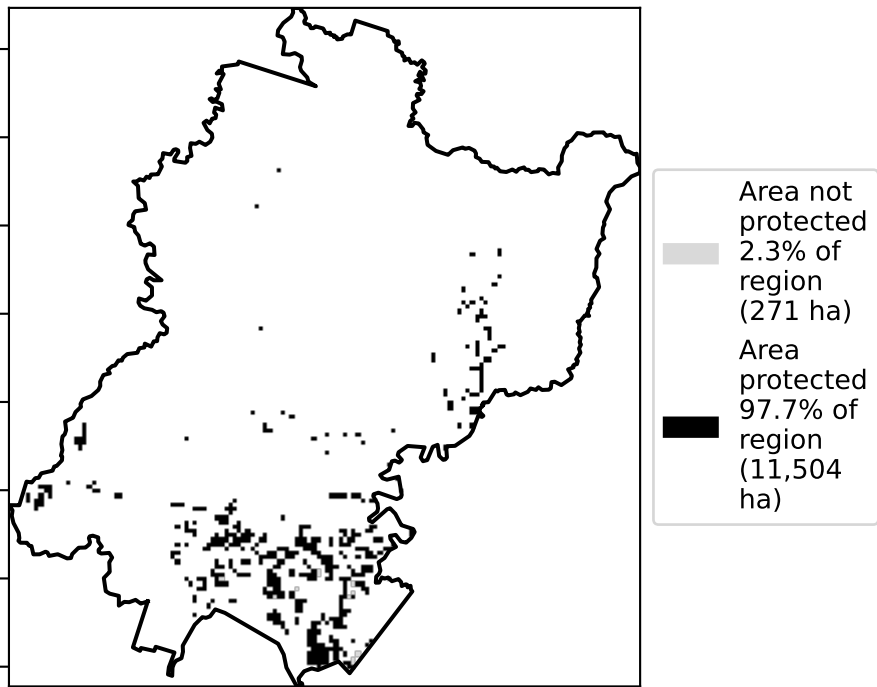 Area not
protected
2.3% of
region
(271 ha)
Area
protected
97.7% of
region
(11,504
ha)